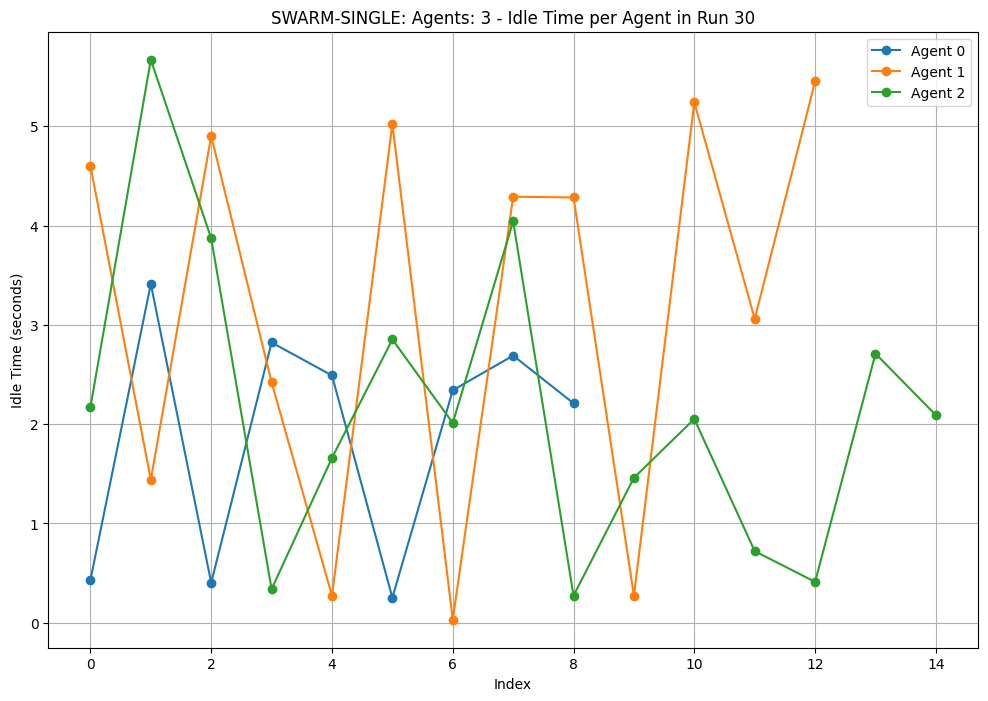 SWARM-SINGLE: Agents: 3 - Idle Time per Agent in Run 30
Agent 0
Agent 1
Agent 2
Idle Time (seconds)
5
4
3
2
1
0
0 2 4 6 8 10 12 14
Index